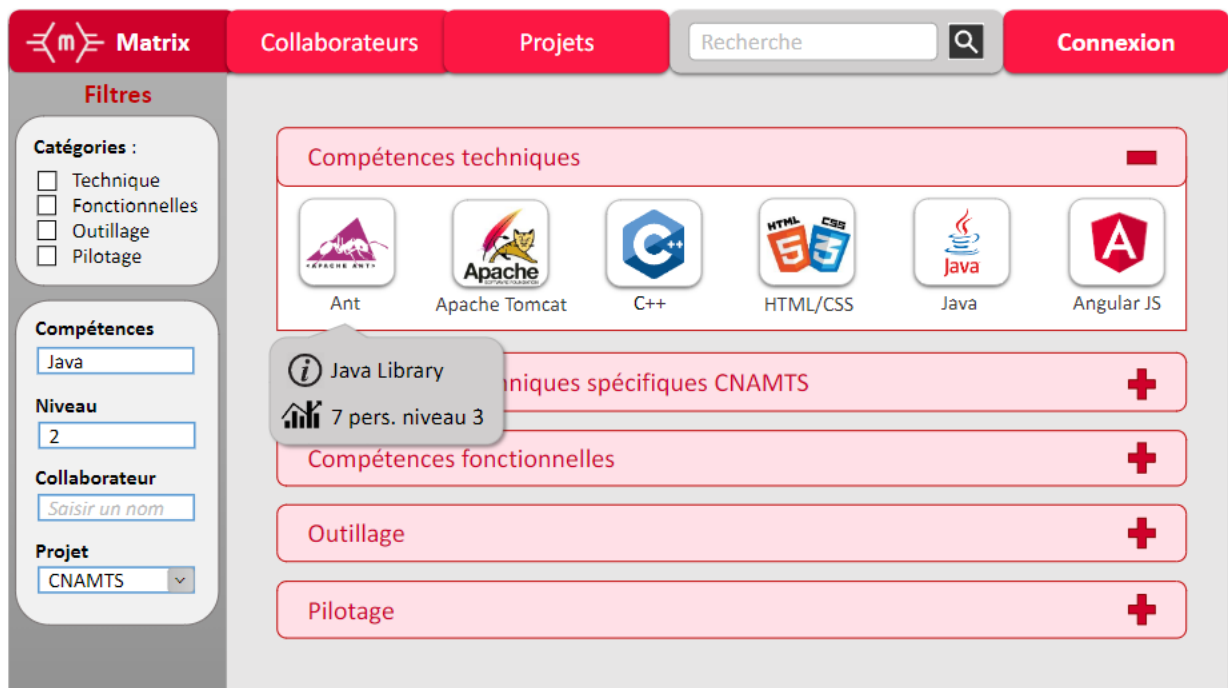 m Matrix
Collaborateurs
Projets
Recherche
Connexion
Filtres
Catégories :
Technique
Fonctionnelles
Outillage
Pilotage
Compétences
Java
Niveau
2
Collaborateur
Saisir un nom
Projet
CNAMTS
Compétences techniques
APACHE ANT
Apache
C++
HTML CSS
5 3
Java
A
Ant
Apache Tomcat
C++
HTML/CSS
Java
Angular JS
i Java Library
7 pers. niveau 3
niques spécifiques CNAMTS
Compétences fonctionnelles
Outillage
Pilotage